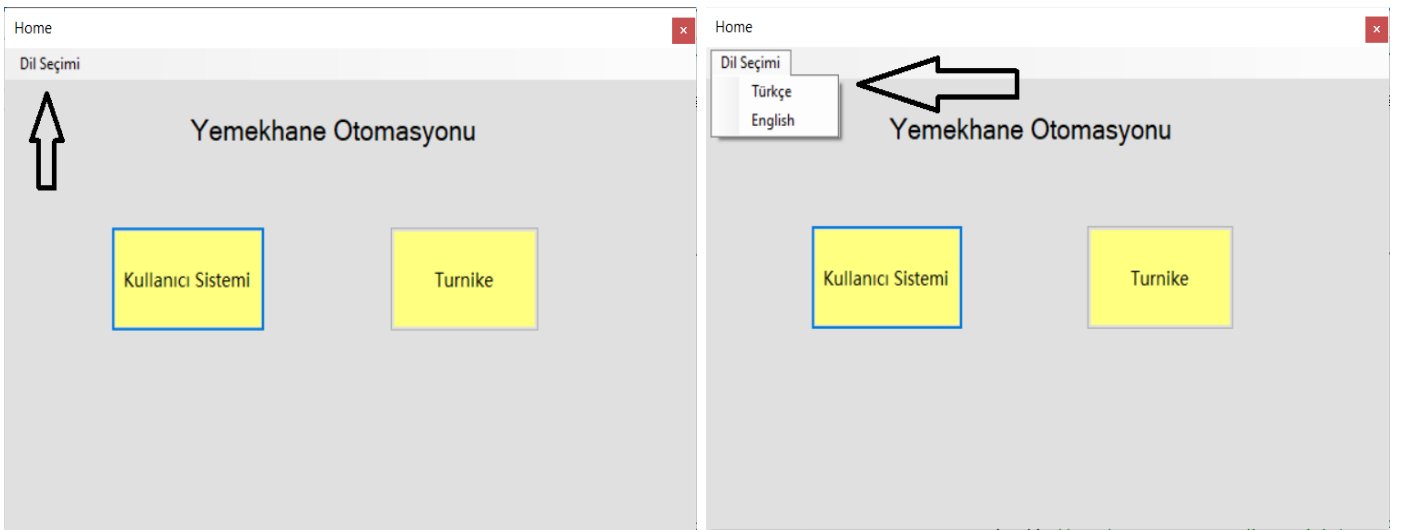 Home
x
Dil Seçimi
Yemekhane Otomasyonu
Kullanıcı Sistemi
Turnike
Home
x
Dil Seçimi
Türkçe
English
Yemekhane Otomasyonu
Kullanıcı Sistemi
Turnike